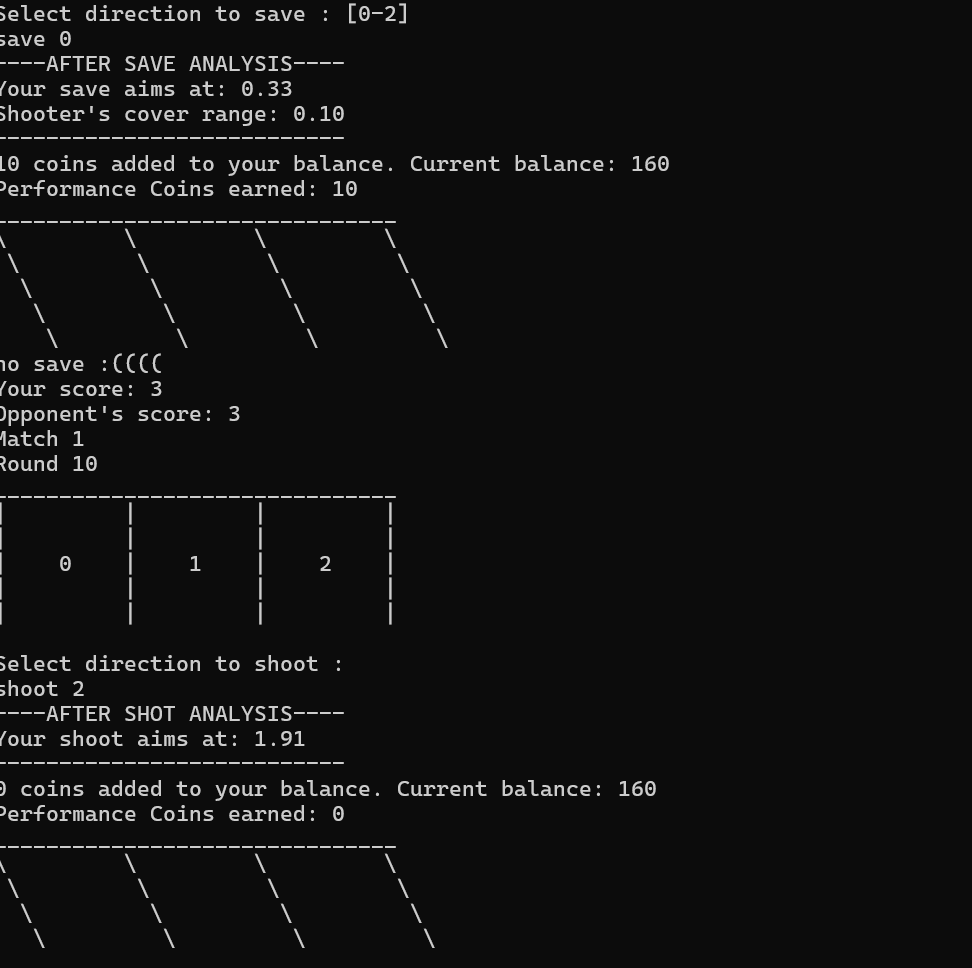 Select direction to save : [0-2]
save 0
----AFTER SAVE ANALYSIS----
Your save aims at: 0.33
Shooter's cover range: 0.10
---------------------------
10 coins added to your balance. Current balance: 160
Performance Coins earned: 10
no save :((((
Your score: 3
Opponent's score: 3
Match 1
Round 10
0 1 2
Select direction to shoot :
shoot 2
----AFTER SHOT ANALYSIS----
Your shoot aims at: 1.91
---------------------------
0 coins added to your balance. Current balance: 160
Performance Coins earned: 0